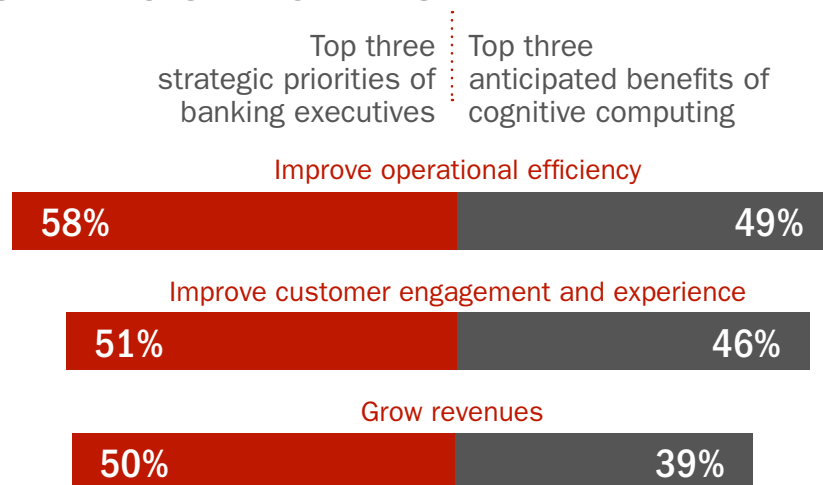 Top three
strategic priorities of
banking executives
Top three
anticipated benefits of
cognitive computing
Improve operational efficiency
58% 49%
Improve customer engagement and experience
51% 46%
Grow revenues
50% 39%